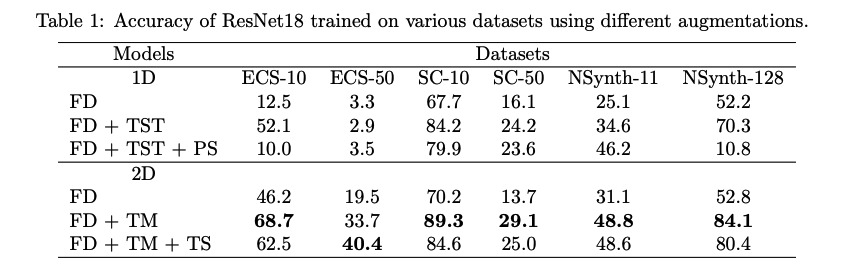 Table 1: Accuracy of ResNet18 trained on various datasets using different augmentations.
Models Datasets
1D ECS-10 ECS-50 SC-10 SC-50 NSynth-11 NSynth-128
FD 12.5 3.3 67.7 16.1 25.1 52.2
FD + TST 52.1 2.9 84.2 24.2 34.6 70.3
FD + TST + PS 10.0 3.5 79.9 23.6 46.2 10.8
2D
FD 46.2 19.5 70.2 13.7 31.1 52.8
FD + TM 68.7 33.7 89.3 29.1 48.8 84.1
FD + TM + TS 62.5 40.4 84.6 25.0 48.6 80.4